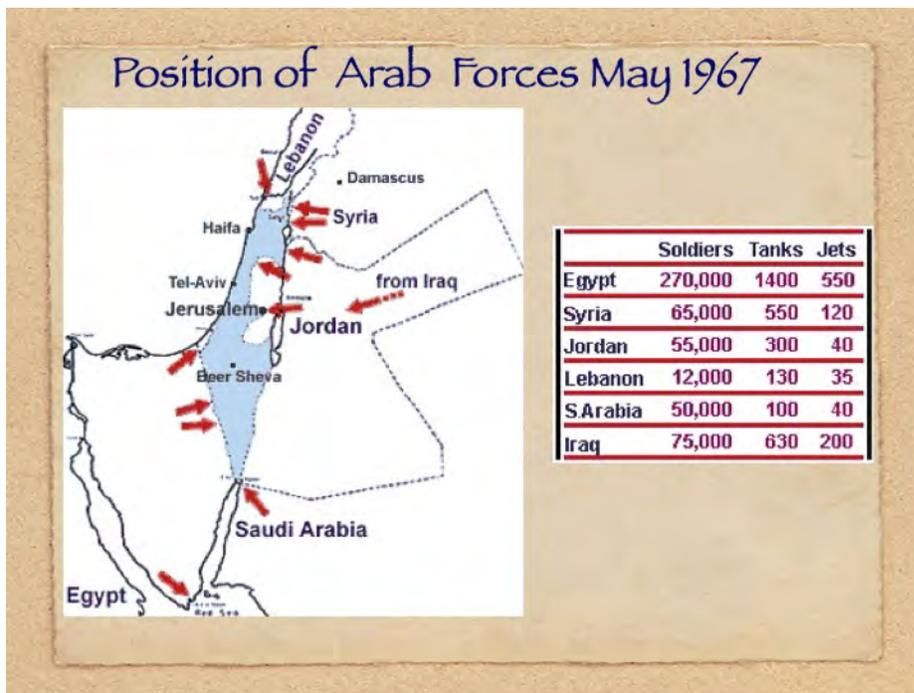 Position of Arab Forces May 1967
Lebanon
Damascus
Syria
Haifa
from Iraq
Tel-Aviv
Jerusalem
Jordan
Beer Sheva
Saudi Arabia
Egypt
Red Sea
Soldiers Tanks Jets
Egypt 270,000 1400 550
Syria 65,000 550 120
Jordan 55,000 300 40
Lebanon 12,000 130 35
S.Arabia 50,000 100 40
Iraq 75,000 630 200